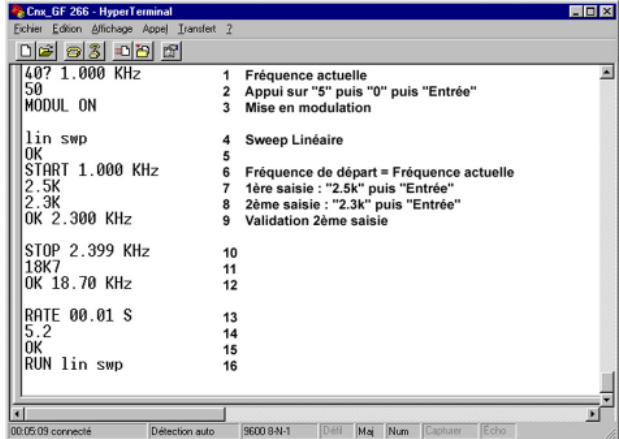 Cnx_GF 266 - HyperTerminal
Fichier Edition Affichage Appel Transfert ?
40? 1.000 KHz 1 Fréquence actuelle
50 2 Appui sur "5" puis "0" puis "Entrée"
MODUL ON 3 Mise en modulation
lin swp 4 Sweep Linéaire
OK 5
START 1.000 KHz 6 Fréquence de départ = Fréquence actuelle
2.5K 7 1ère saisie : "2.5k" puis "Entrée"
2.3K 8 2ème saisie : "2.3k" puis "Entrée"
OK 2.300 KHz 9 Validation 2ème saisie
STOP 2.399 KHz 10
18K7 11
OK 18.70 KHz 12
RATE 00.01 S 13
5.2 14
OK 15
RUN lin swp 16
00:05:09 connecté Détection auto 9600 8-N-1 Défil Maj Num Capturer Écho